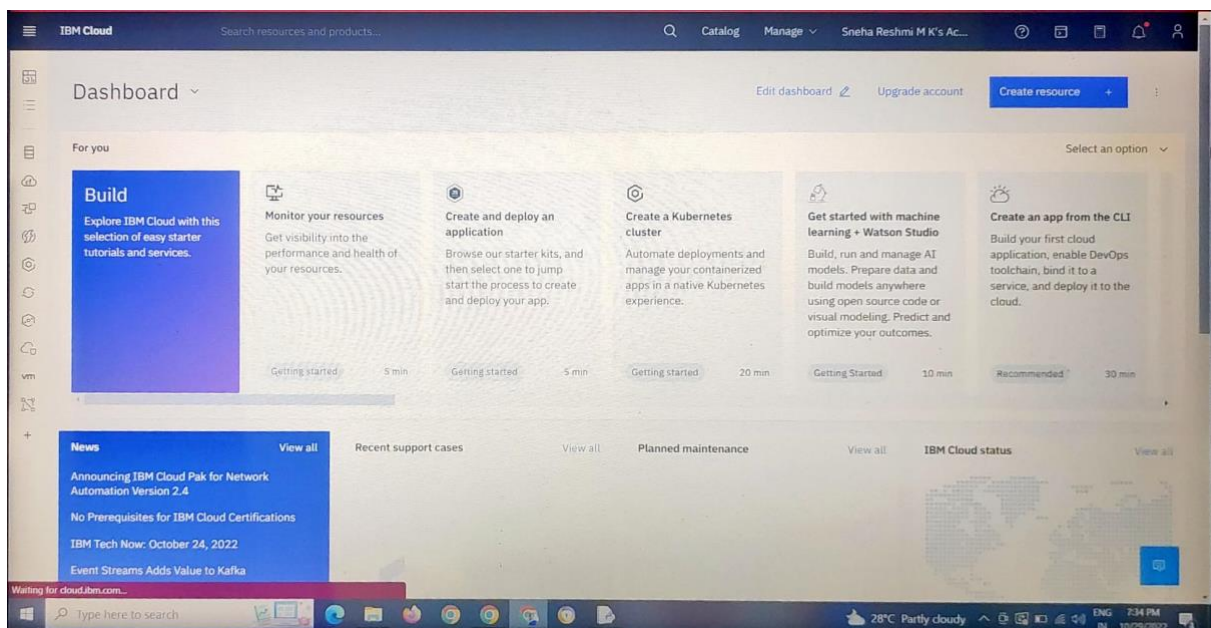 IBM Cloud
Search resources and products...
Catalog
Manage
Sneha Reshmi M K's Ac...
Dashboard
Edit dashboard
Upgrade account
Create resource +
For you
Select an option
Build
Explore IBM Cloud with this
selection of easy starter
tutorials and services.
Monitor your resources
Get visibility into the
performance and health of
your resources.
Getting started
5 min
Create and deploy an
application
Browse our starter kits, and
then select one to jump
start the process to create
and deploy your app.
Getting started
5 min
Create a Kubernetes
cluster
Automate deployments and
manage your containerized
apps in a native Kubernetes
experience.
Getting started
20 min
Get started with machine
learning + Watson
Studio
Build, run and manage AI
models. Prepare data and
build models anywhere
using open source code or
visual modeling. Predict and
optimize your outcomes.
Getting Started
10 min
Create an app from the CLI
Build your first cloud
application, enable DevOps
toolchain, bind it to a
service, and deploy it to the
cloud.
Recommended
30 min
vm
News
View all
Announcing IBM Cloud Pak for Network
Automation Version 2.4
No Prerequisites for IBM Cloud Certifications
IBM Tech Now: October 24, 2022
Event Streams Adds Value to Kafka
Recent support cases
View all
Planned maintenance
View all
IBM Cloud status
View all
Waiting for cloud.ibm.com...
Type here to search
28°C Partly cloudy
ENG
IN
7:34 PM
10/29/2022